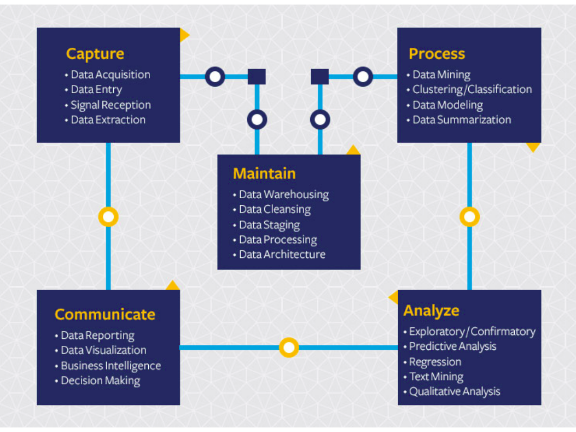 Capture
• Data Acquisition
• Data Entry
• Signal Reception
• Data Extraction
Process
• Data Mining
• Clustering/Classification
• Data Modeling
• Data Summarization
Maintain
• Data Warehousing
• Data Cleansing
• Data Staging
• Data Processing
• Data Architecture
Communicate
• Data Reporting
• Data Visualization
• Business Intelligence
• Decision Making
Analyze
• Exploratory/Confirmatory
• Predictive Analysis
• Regression
• Text Mining
• Qualitative Analysis